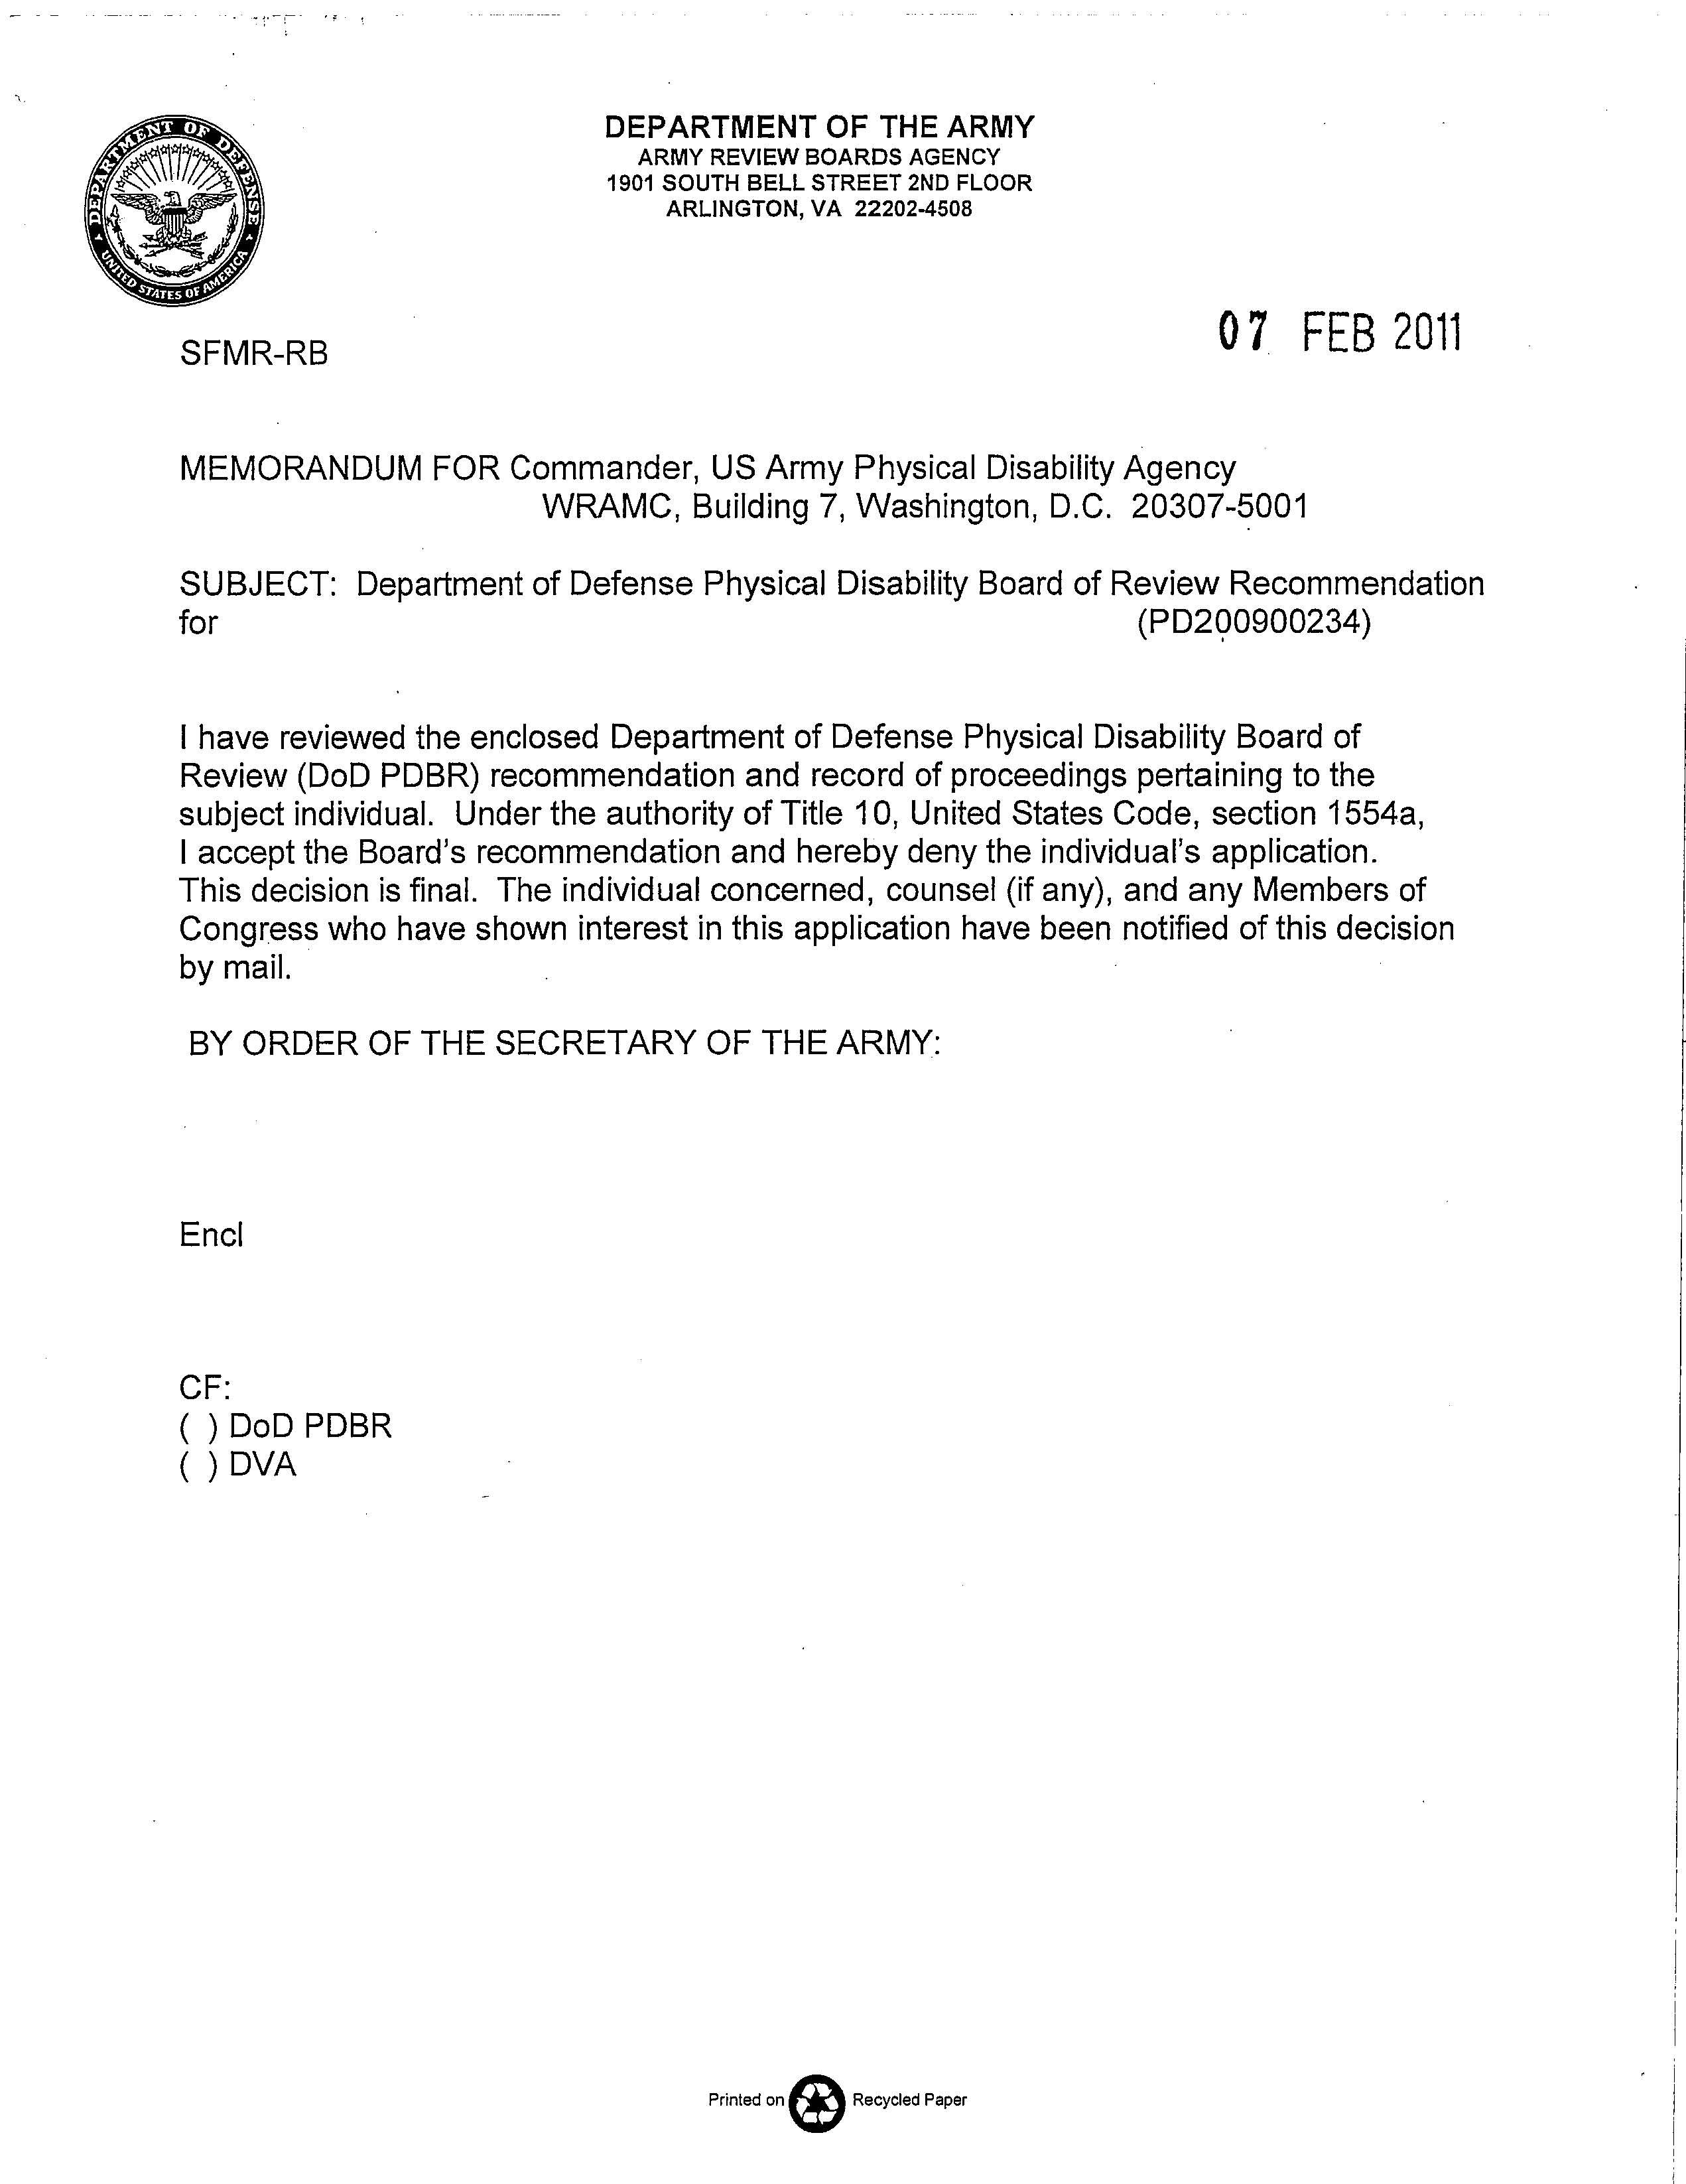 DEPARTMENT OF DEFENSE
UNITED STATES OF AMERICA
DEPARTMENT OF THE ARMY
ARMY REVIEW BOARDS AGENCY
1901 SOUTH BELL STREET 2ND FLOOR
ARLINGTON, VA 22202-4508
07 FEB 2011
SFMR-RB
MEMORANDUM FOR Commander, US Army Physical Disability Agency
WRAMC, Building 7, Washington, D.C. 20307-5001
SUBJECT: Department of Defense Physical Disability Board of Review Recommendation
for (PD200900234)
I have reviewed the enclosed Department of Defense Physical Disability Board of
Review (DoD PDBR) recommendation and record of proceedings pertaining to the
subject individual. Under the authority of Title 10, United States Code, section 1554a,
I accept the Board's recommendation and hereby deny the individual's application.
This decision is final. The individual concerned, counsel (if any), and any Members of
Congress who have shown interest in this application have been notified of this decision
by mail.
BY ORDER OF THE SECRETARY OF THE ARMY:
Encl
CF:
( ) DoD PDBR
( ) DVA
Printed on Recycled Paper